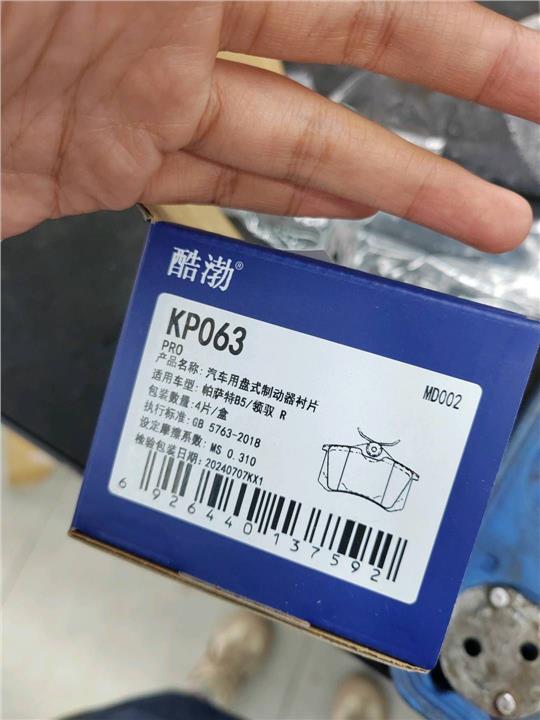 酷渤®
KP063
MD002
PRO
产品名称: 汽车用盘式制动器衬片
适用车型: 帕萨特B5/领驭 R
包装数量: 4片/盒
执行标准: GB 5763-2018
设定摩擦系数: MS 0.310
检验包装日期: 20240707KX1
6926440137592